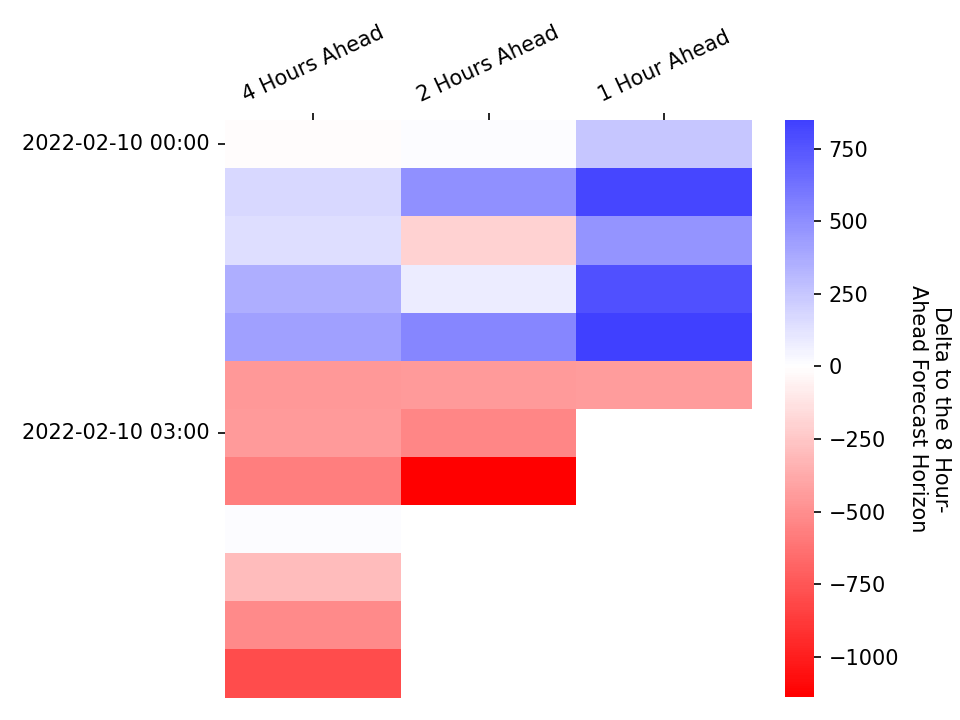 4 Hours Ahead
2 Hours Ahead
1 Hour Ahead
2022-02-10 00:00
2022-02-10 03:00
750
500
250
0
−250
−500
−750
−1000
Delta to the 8 Hour-
Ahead Forecast Horizon